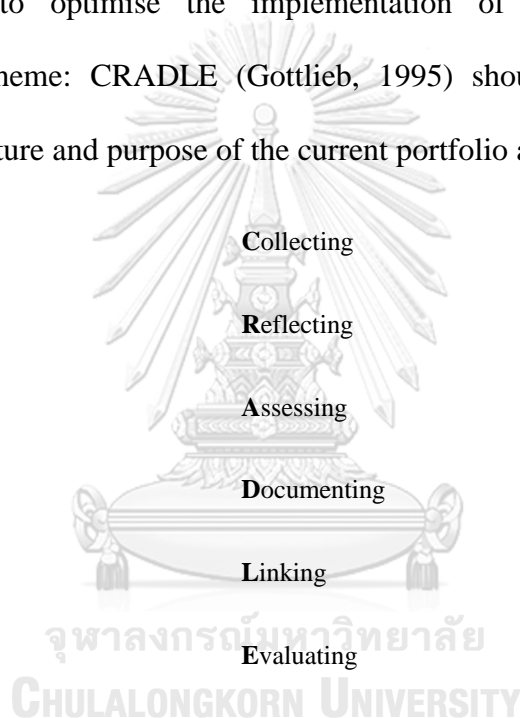 to optimise the implementation of
heme: CRADLE (Gottlieb, 1995) shou
ture and purpose of the current portfolio a
Collecting
Reflecting
Assessing
Documenting
Linking
จุฬาลงกรณ์มหาวิทยาลัย
Evaluating
CHULALONGKORN UNIVERSITY